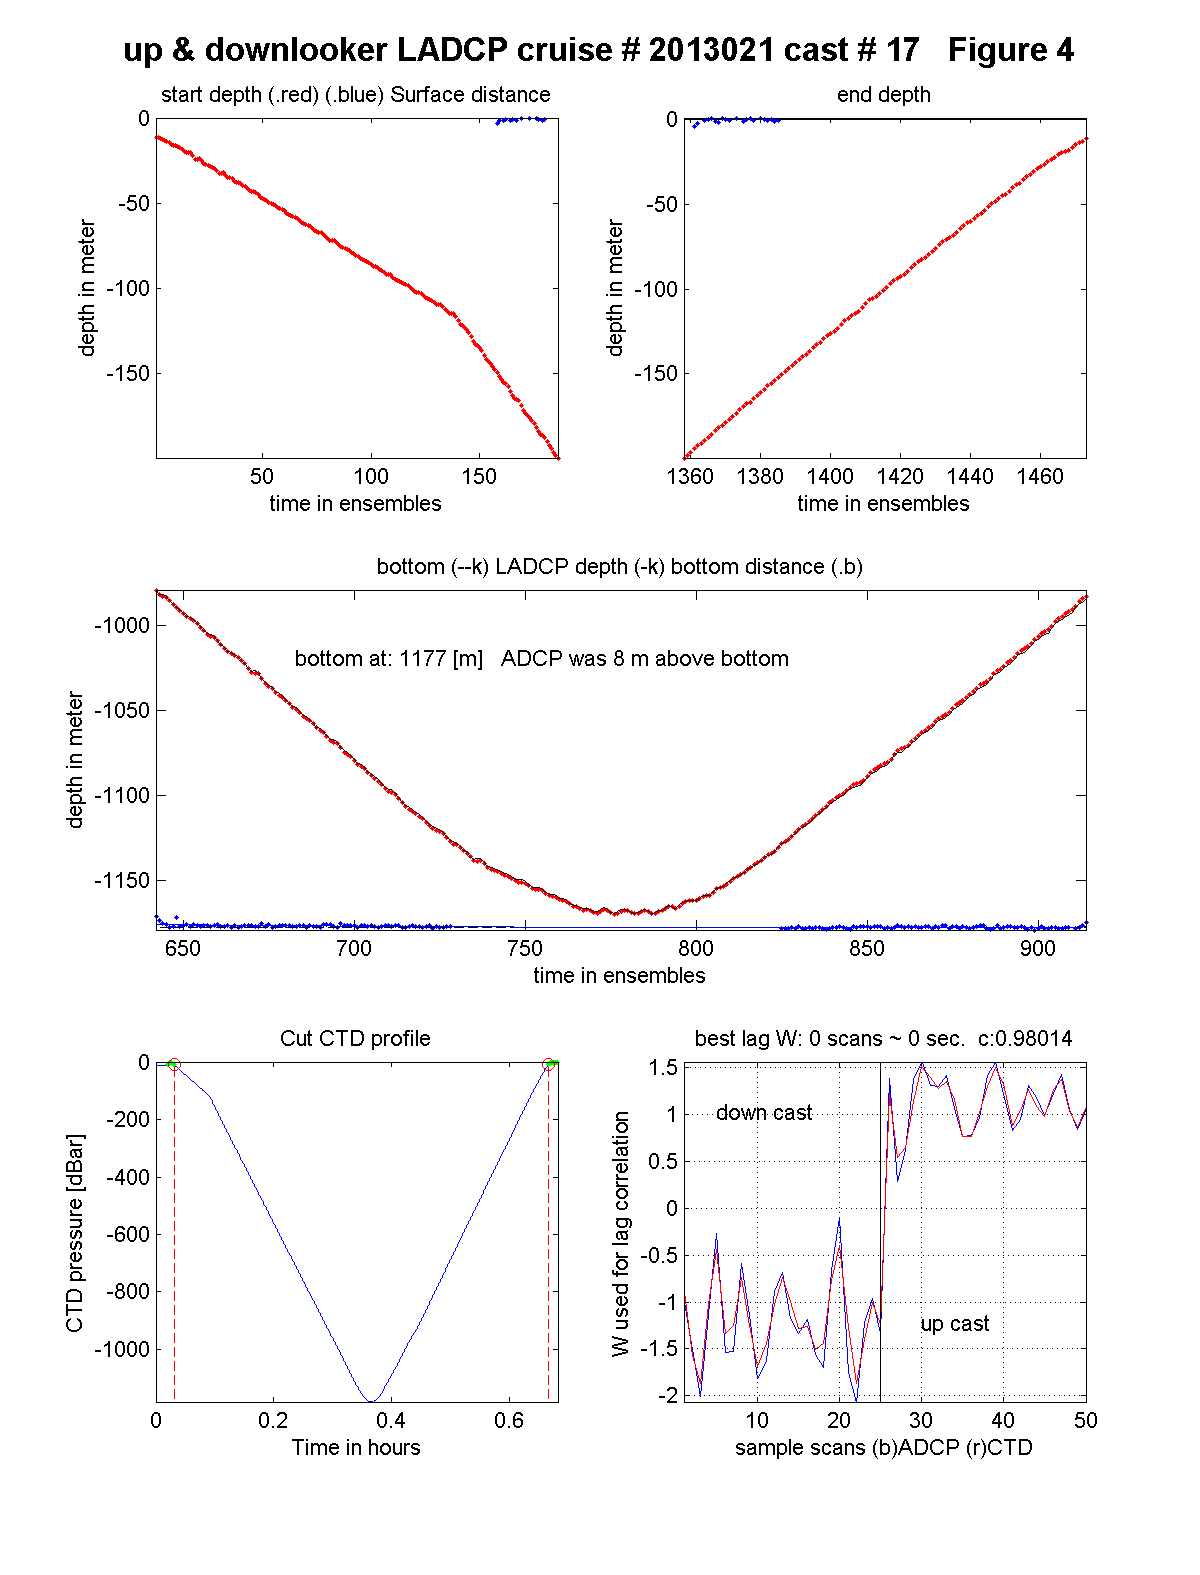 up & downlooker LADCP cruise # 2013021 cast # 17   Figure 4
start depth (.red) (.blue) Surface distance
0
-50
-100
-150
depth in meter
50 100 150
time in ensembles
end depth
0
-50
-100
-150
depth in meter
1360 1380 1400 1420 1440 1460
time in ensembles
bottom (--k) LADCP depth (-k) bottom distance (.b)
-1000
-1050
-1100
-1150
depth in meter
bottom at: 1177 [m]   ADCP was 8 m above bottom
650 700 750 800 850 900
time in ensembles
Cut CTD profile
0
-200
-400
-600
-800
-1000
CTD pressure [dBar]
0 0.2 0.4 0.6
Time in hours
best lag W: 0 scans ~ 0 sec.  c:0.98014
1.5
1
0.5
0
-0.5
-1
-1.5
-2
W used for lag correlation
down cast
up cast
10 20 30 40 50
sample scans (b)ADCP (r)CTD